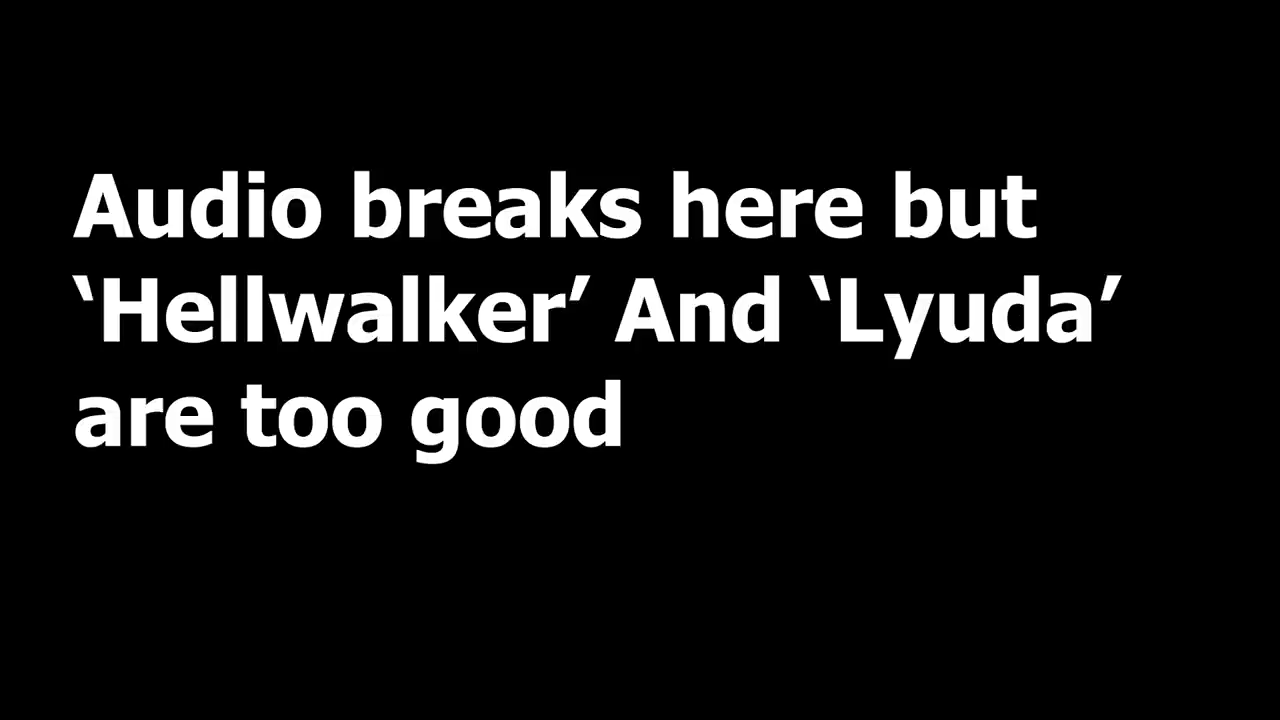 Audio breaks here but
‘Hellwalker’ And ‘Lyuda’
are too good